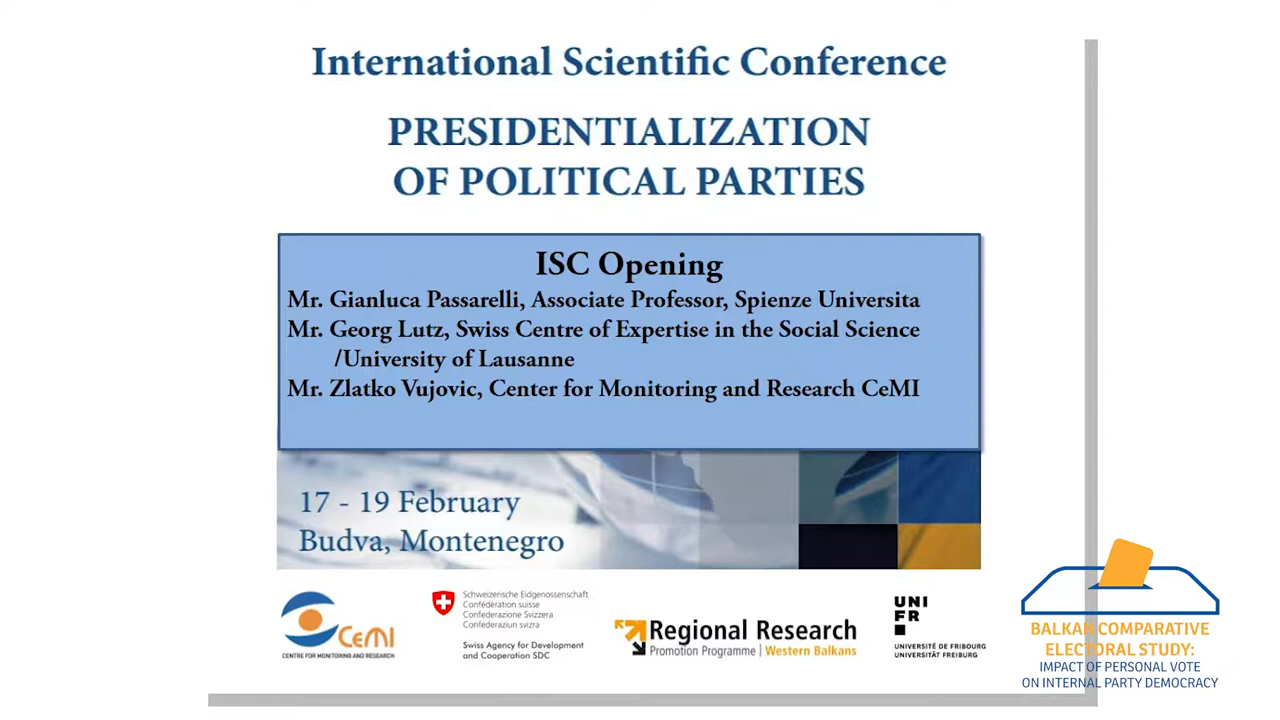 International Scientific Conference
PRESIDENTIALIZATION
OF POLITICAL PARTIES
ISC Opening
Mr. Gianluca Passarelli, Associate Professor, Spienze Universita
Mr. Georg Lutz, Swiss Centre of Expertise in the Social Science
/University of Lausanne
Mr. Zlatko Vujovic, Center for Monitoring and Research CeMI
17 - 19 February
Budva, Montenegro
CeMI
CENTRE FOR MONITORING AND RESEARCH
Schweizerische Eidgenossenschaft
Confédération suisse
Confederazione Svizzera
Confederaziun svizra
Swiss Agency for Development
and Cooperation SDC
Regional Research
Promotion Programme | Western Balkans
UNI
FR
UNIVERSITÉ DE FRIBOURG
UNIVERSITÄT FREIBURG
BALKAN COMPARATIVE
ELECTORAL STUDY:
IMPACT OF PERSONAL VOTE
ON INTERNAL PARTY DEMOCRACY